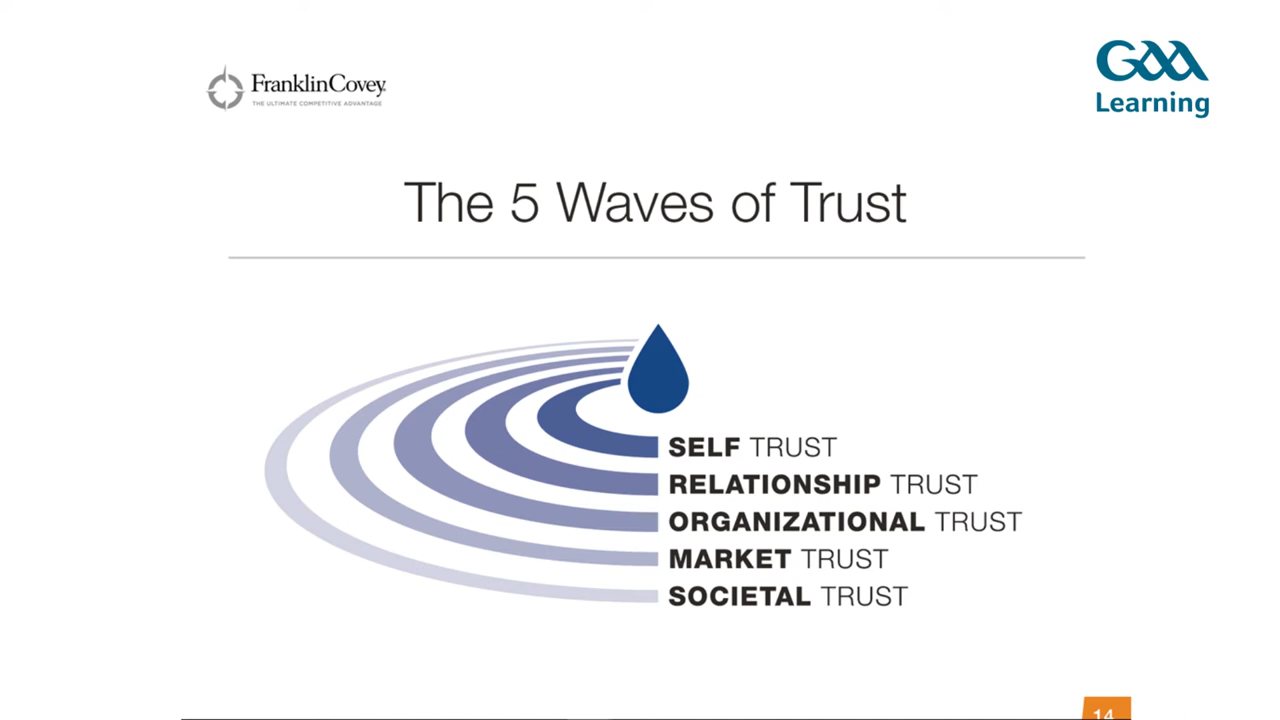 FranklinCovey
THE ULTIMATE COMPETITIVE ADVANTAGE
GAA
Learning
The 5 Waves of Trust
SELF TRUST
RELATIONSHIP TRUST
ORGANIZATIONAL TRUST
MARKET TRUST
SOCIETAL TRUST
14